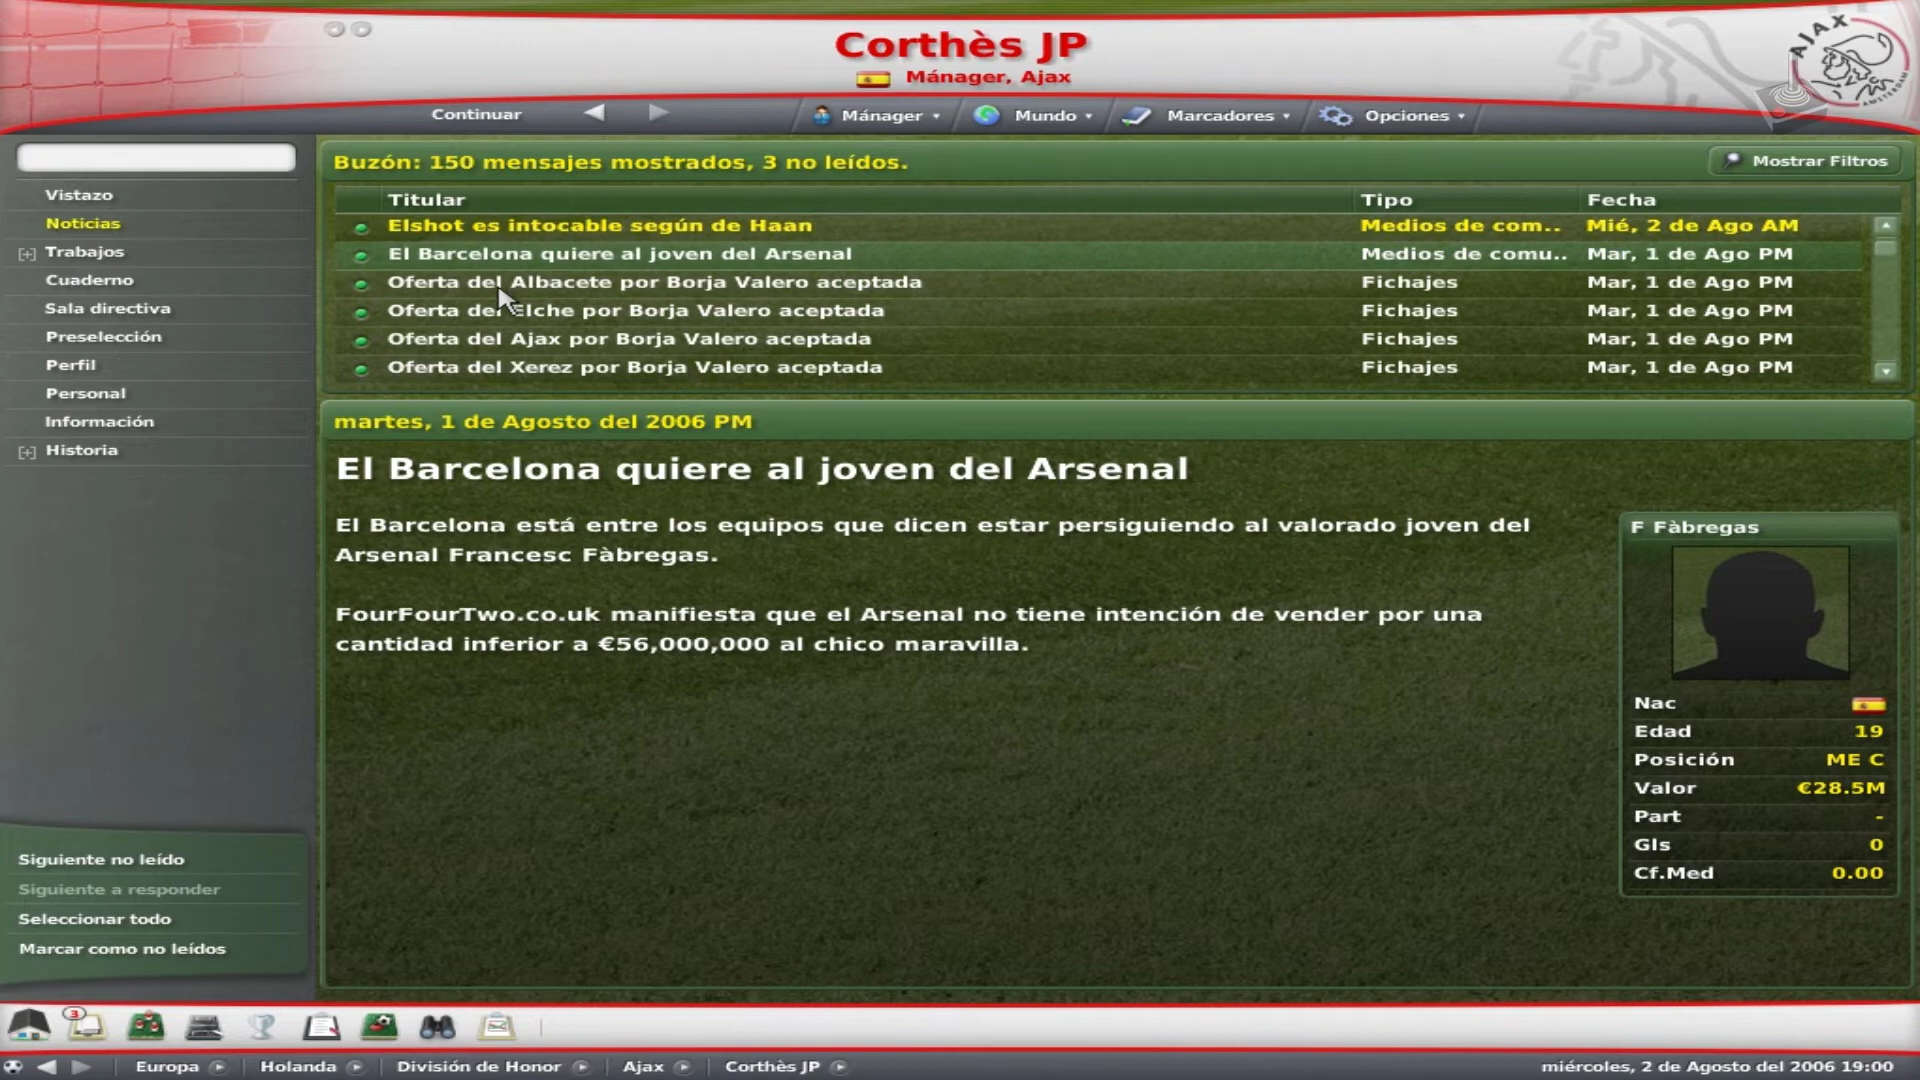 Corthès JP
Mánager, Ajax
AJAX
AMSTERDAM
Continuar
Mánager
Mundo
Marcadores
Opciones
Buzón: 150 mensajes mostrados, 3 no leídos.
Mostrar Filtros
Vistazo
Noticias
[+] Trabajos
Cuaderno
Sala directiva
Preselección
Perfil
Personal
Información
[+] Historia
Titular Tipo Fecha
Elshot es intocable según de Haan Medios de com.. Mié, 2 de Ago AM
El Barcelona quiere al joven del Arsenal Medios de comu.. Mar, 1 de Ago PM
Oferta del Albacete por Borja Valero aceptada Fichajes Mar, 1 de Ago PM
Oferta del Elche por Borja Valero aceptada Fichajes Mar, 1 de Ago PM
Oferta del Ajax por Borja Valero aceptada Fichajes Mar, 1 de Ago PM
Oferta del Xerez por Borja Valero aceptada Fichajes Mar, 1 de Ago PM
martes, 1 de Agosto del 2006 PM
El Barcelona quiere al joven del Arsenal
El Barcelona está entre los equipos que dicen estar persiguiendo al valorado joven del
Arsenal Francesc Fàbregas.
FourFourTwo.co.uk manifiesta que el Arsenal no tiene intención de vender por una
cantidad inferior a €56,000,000 al chico maravilla.
F Fàbregas
Nac
Edad 19
Posición ME C
Valor €28.5M
Part -
Gls 0
Cf.Med 0.00
Siguiente no leído
Siguiente a responder
Seleccionar todo
Marcar como no leídos
3
Europa
Holanda
División de Honor
Ajax
Corthès JP
miércoles, 2 de Agosto del 2006 19:00